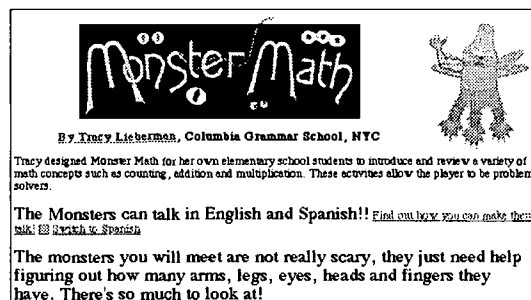 Monster Math
By Tracy Lieberman, Columbia Grammar School, NYC
Tracy designed Monster Math for her own elementary school students to introduce and review a variety of
math concepts such as counting, addition and multiplication. These activities allow the player to be problem
solvers.
The Monsters can talk in English and Spanish!! Find out how you can make them
talk! Switch to Spanish
The monsters you will meet are not really scary, they just need help
figuring out how many arms, legs, eyes, heads and fingers they
have. There's so much to look at!